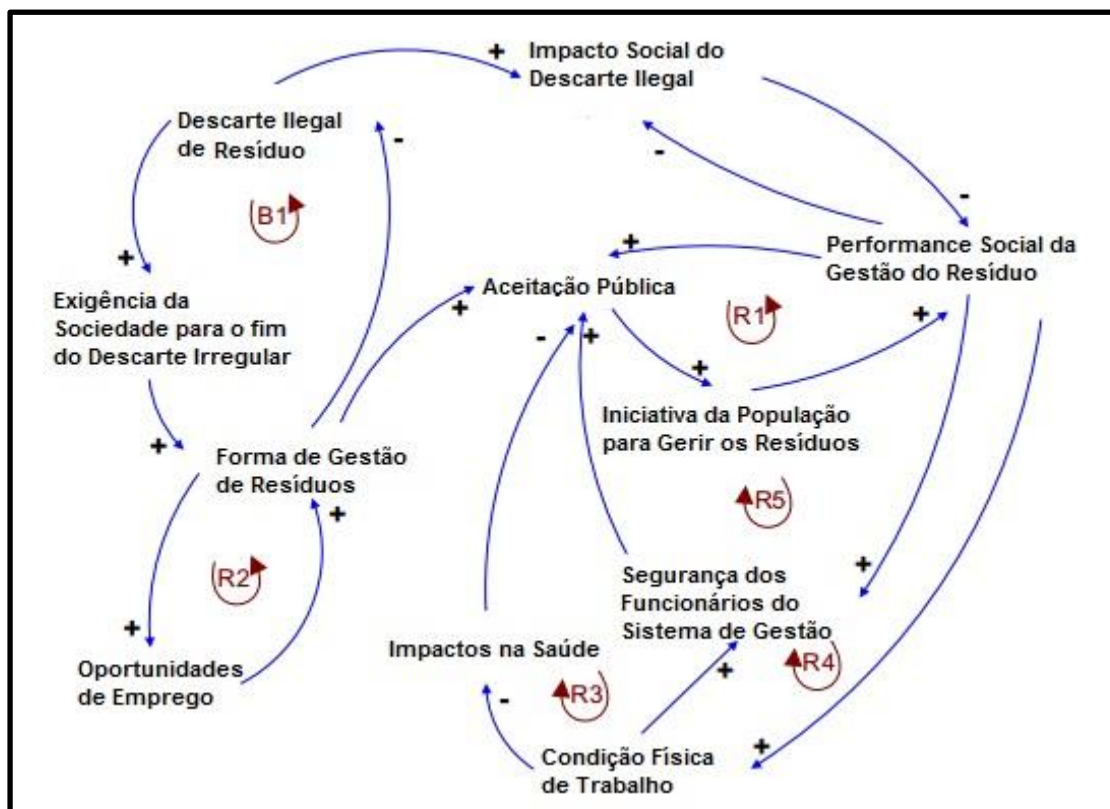 +
Impacto Social do
Descarte Ilegal
Descarte Ilegal
de Resíduo
-
-
-
B1
+
+
Performance Social da
Gestão do Resíduo
Exigência da
Sociedade para o fim
do Descarte Irregular
Aceitação Pública
+
R1
+
-
+
+
Iniciativa da População
para Gerir os Resíduos
+
Forma de Gestão
de Resíduos
+
R5
R2
+
Segurança dos
Funcionários do
Sistema de Gestão
+
Impactos na Saúde
R4
Oportunidades
de Emprego
+
R3
-
+
Condição Física
de Trabalho